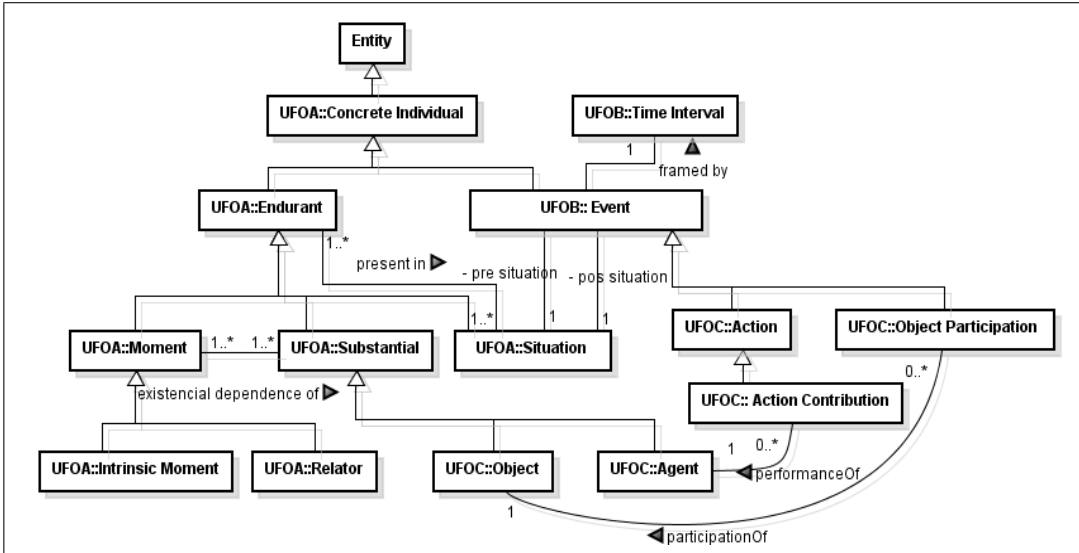 Entity
UFOA::Concrete Individual
UFOB::Time Interval
1
framed by
UFOA::Endurant
UFOB:: Event
1..*
present in
- pre situation
- pos situation
1..*
1
1
UFOA::Moment
1..*
1..*
UFOA::Substantial
UFOA::Situation
UFOC::Action
UFOC::Object Participation
existencial dependence of
0..*
UFOC:: Action Contribution
UFOA::Intrinsic Moment
UFOA::Relator
UFOC::Object
UFOC::Agent
1
0..*
performanceOf
1
participationOf